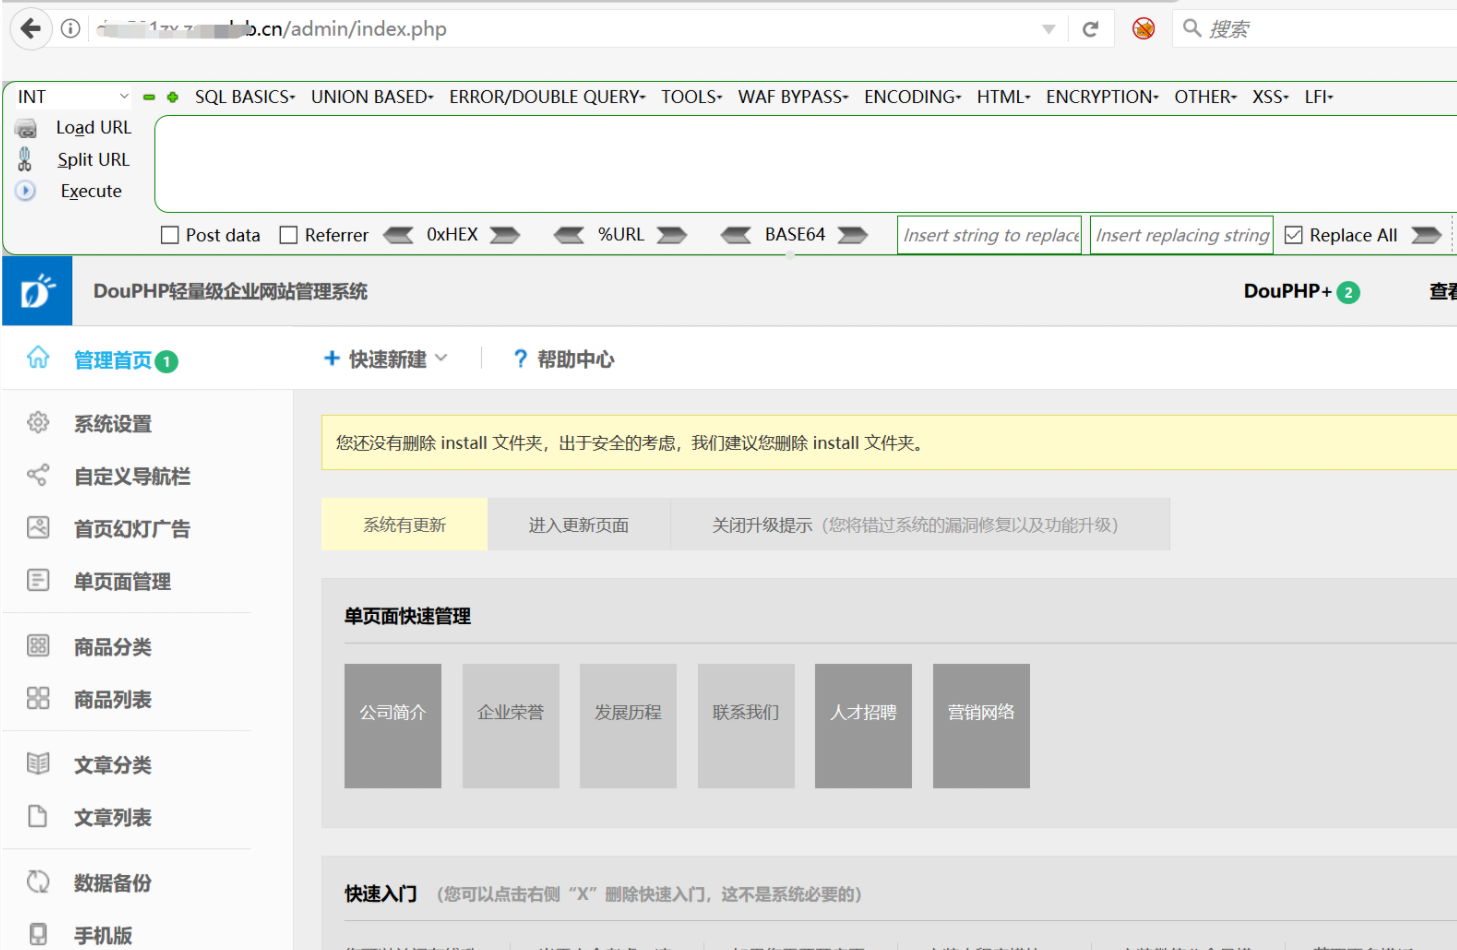 b.cn/admin/index.php
搜索
INT
SQL BASICS UNION BASED ERROR/DOUBLE QUERY TOOLS WAF BYPASS ENCODING HTML ENCRYPTION OTHER XSS LFI
Load URL
Split URL
Execute
Post data Referrer 0xHEX %URL BASE64 Insert string to replace Insert replacing string Replace All
DouPHP轻量级企业网站管理系统
DouPHP+ 2
查看
管理首页 1
+ 快速新建
? 帮助中心
系统设置
自定义导航栏
首页幻灯广告
单页面管理
商品分类
商品列表
文章分类
文章列表
数据备份
手机版
您还没有删除 install 文件夹，出于安全的考虑，我们建议您删除 install 文件夹。
系统有更新
进入更新页面
关闭升级提示（您将错过系统的漏洞修复以及功能升级）
单页面快速管理
公司简介
企业荣誉
发展历程
联系我们
人才招聘
营销网络
快速入门 （您可以点击右侧“X”删除快速入门，这不是系统必要的）